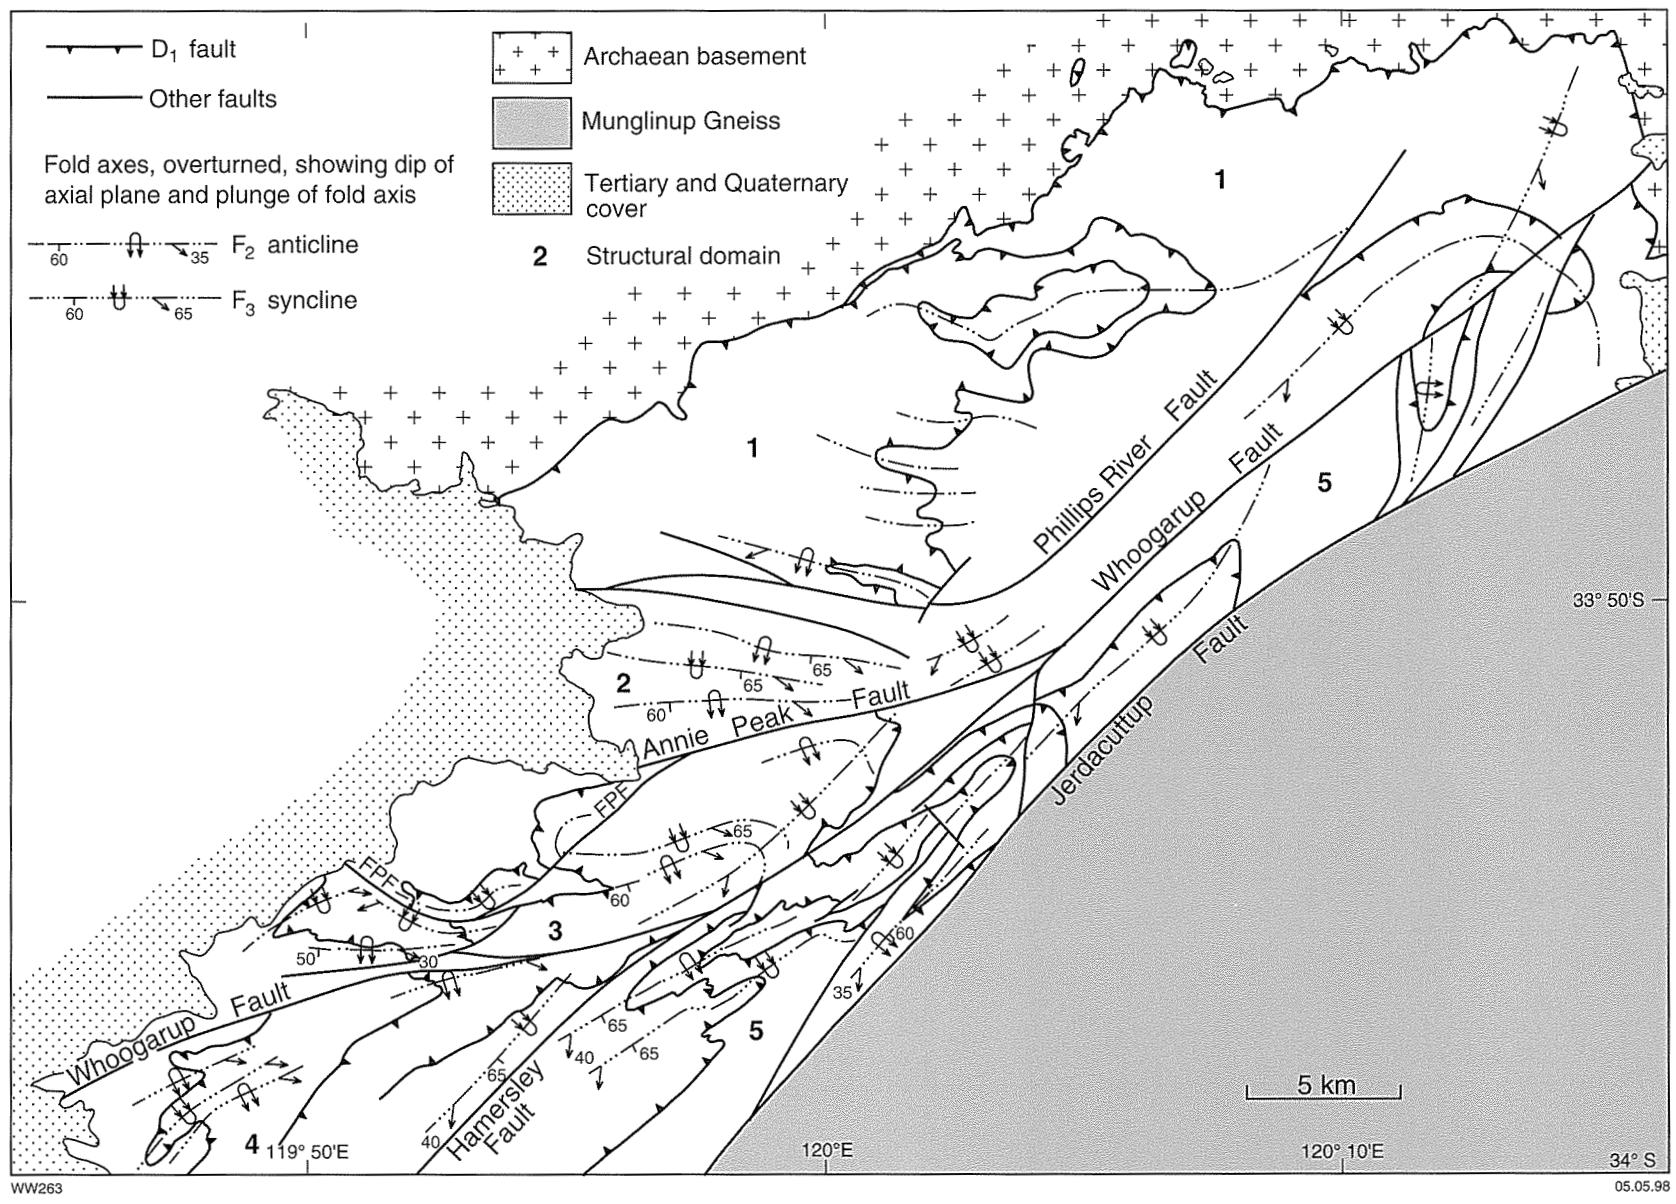 D₁ fault
Other faults
Fold axes, overturned, showing dip of
axial plane and plunge of fold axis
60
35
F₂ anticline
60
65
F₃ syncline
Archaean basement
Munglinup Gneiss
Tertiary and Quaternary
cover
2 Structural domain
1
1
Phillips River Fault
Whoogarup Fault
5
33° 50'S
2
65
65
60
Annie Peak Fault
Jerdacuttup Fault
FPF
65
FPF
60
3
50
30
60
35
Whoogarup Fault
65
65
40
65
5
40
Hamersley
Fault
4
5 km
119° 50'E
120°E
120° 10'E
34° S
WW263
05.05.98